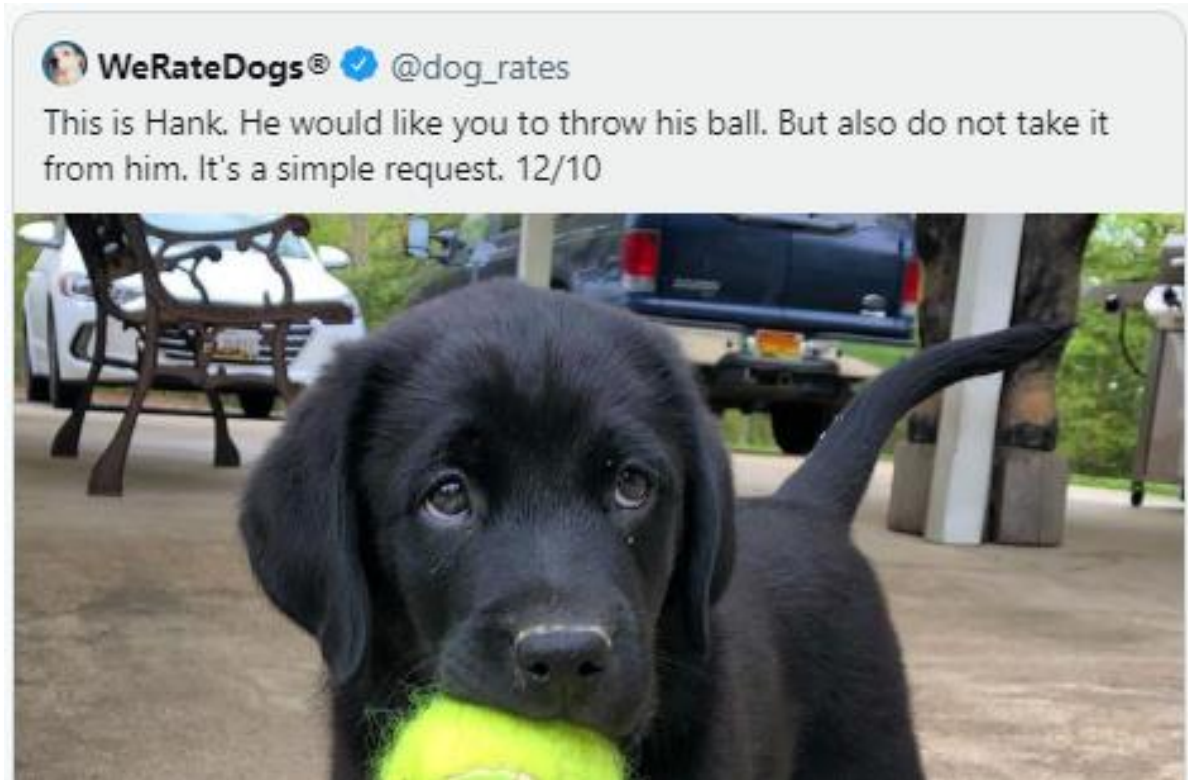 WeRateDogs® @dog_rates
This is Hank. He would like you to throw his ball. But also do not take it
from him. It's a simple request. 12/10